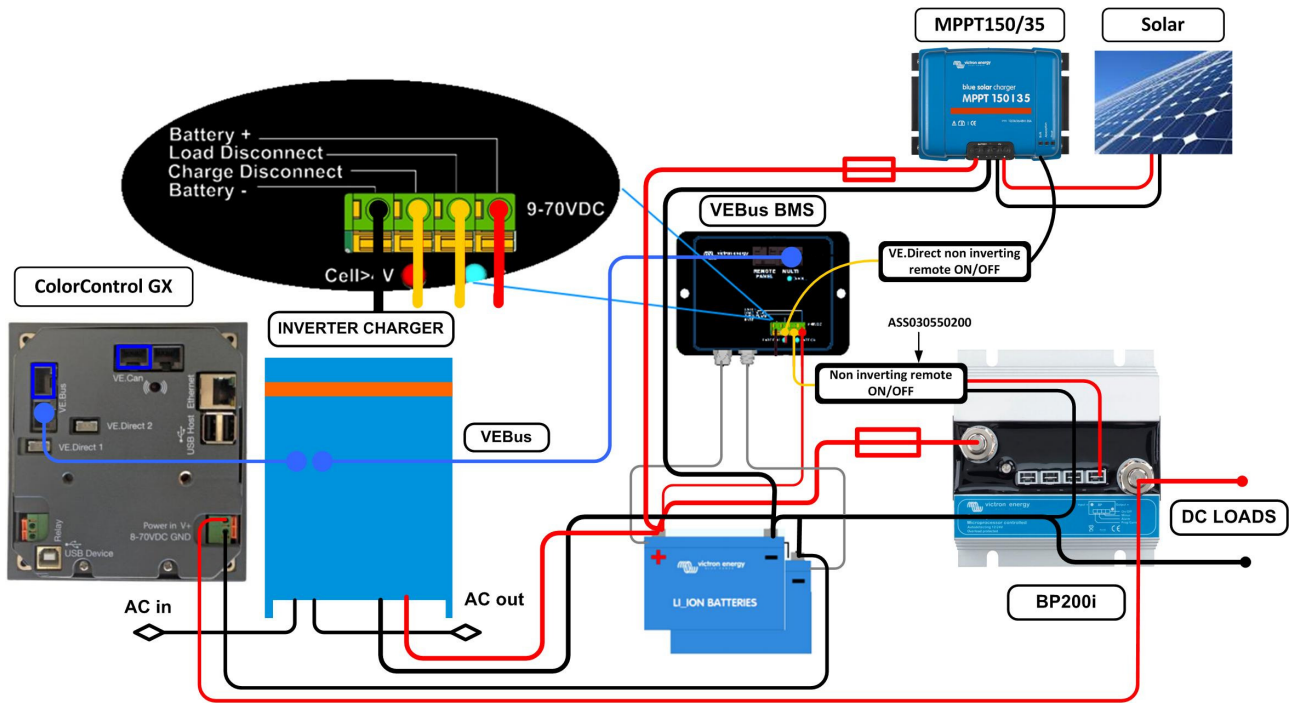 MPPT150/35
Solar
victron energy
blue solar charger
MPPT 150 | 35
Battery +
Load Disconnect
Charge Disconnect
Battery -
9-70VDC
Cell>4V
VEBus BMS
victron energy
REMOTE PANEL
MULTI
VE.Direct non inverting
remote ON/OFF
ColorControl GX
INVERTER CHARGER
ASS030550200
Non inverting remote
ON/OFF
VE.Can
VE.Bus
Ethernet
USB Host
VE.Direct 2
VE.Direct 1
VEBus
Relay
Power in V+
8-70VDC GND
USB Device
victron energy
Microprocessor controlled
DC LOADS
+
-
-
victron energy
LI_ION BATTERIES
BP200i
AC in
AC out